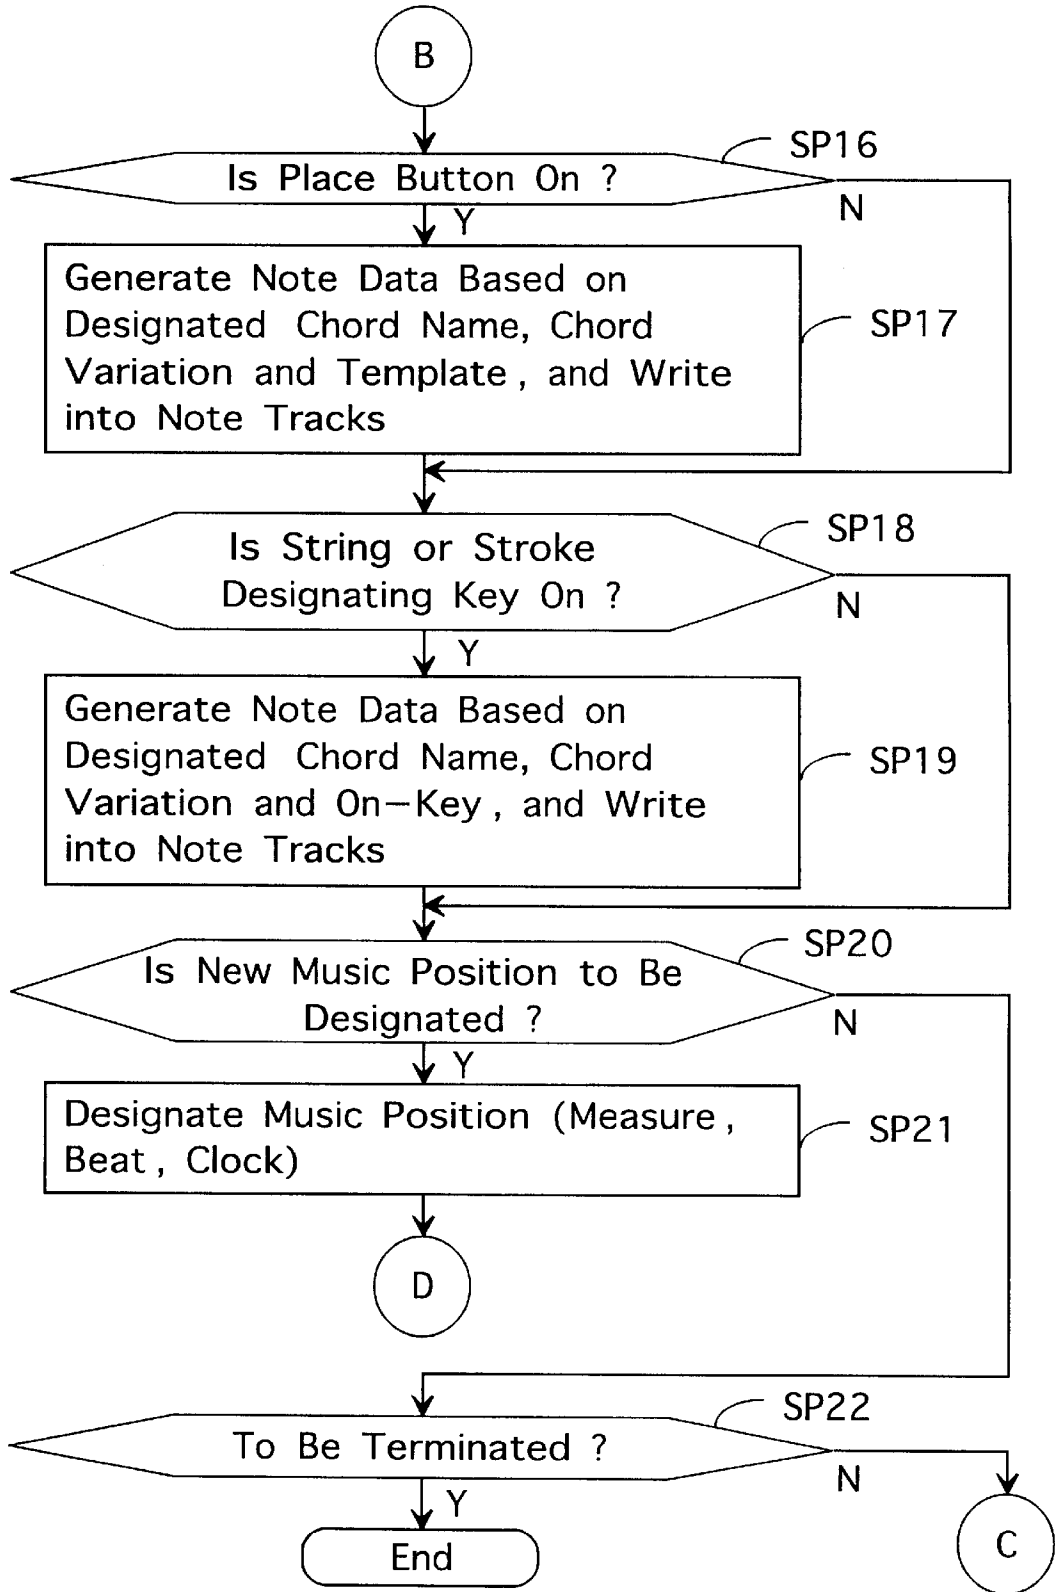 B
SP16
Is Place Button On ?
N
Y
Generate Note Data Based on
Designated Chord Name, Chord
Variation and Template, and Write
into Note Tracks
SP17
SP18
Is String or Stroke
Designating Key On ?
N
Y
Generate Note Data Based on
Designated Chord Name, Chord
Variation and On-Key, and Write
into Note Tracks
SP19
SP20
Is New Music Position to Be
Designated ?
N
Y
Designate Music Position (Measure,
Beat, Clock)
SP21
D
SP22
To Be Terminated ?
N
Y
End
C